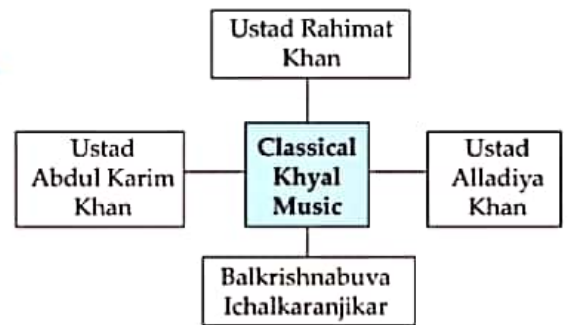 Ustad Rahimat
Khan
Ustad
Abdul Karim
Khan
Classical
Khyal
Music
Ustad
Alladiya
Khan
Balkrishnabuva
Ichalkaranjikar